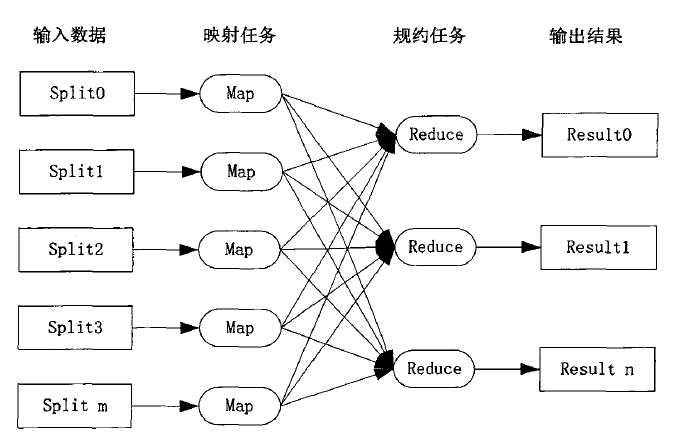 输入数据 映射任务 规约任务 输出结果
Split0 Map
Split1 Map
Split2 Map
Split3 Map
Split m Map
Reduce Result0
Reduce Result1
Reduce Result n